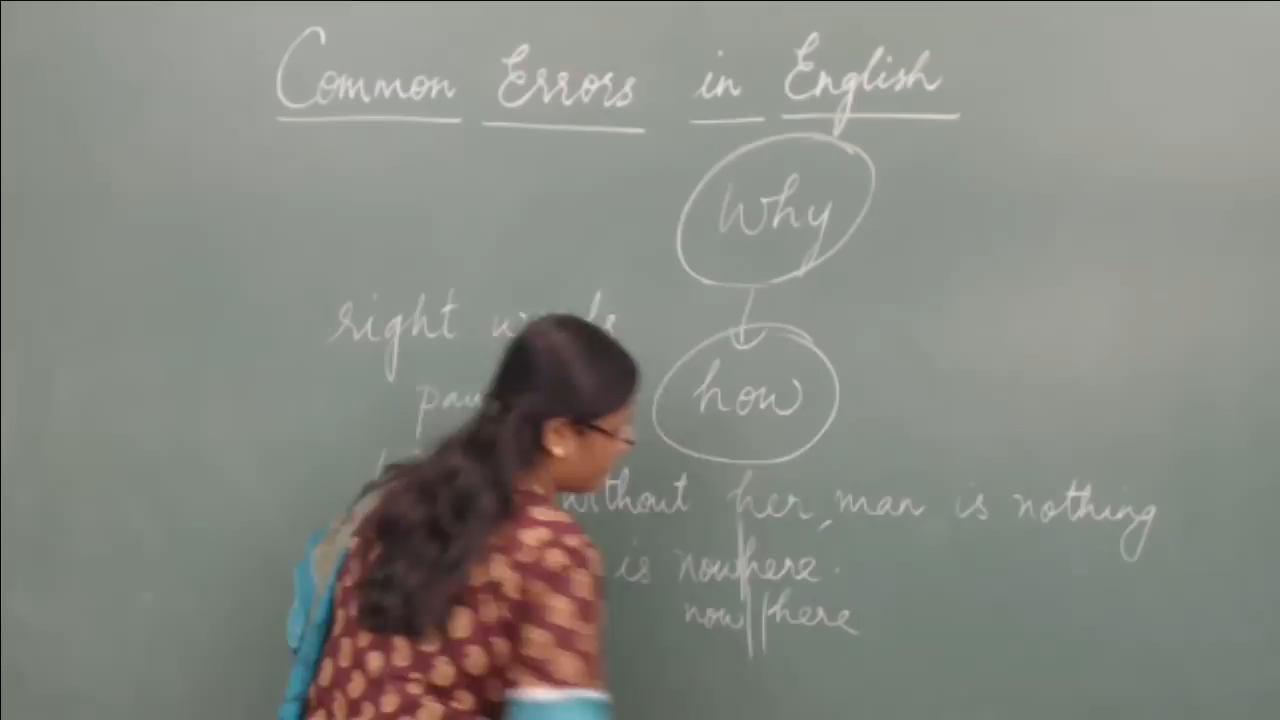 Common Errors in English
Why
right
how
without her, man is nothing
is nowhere.
now || here